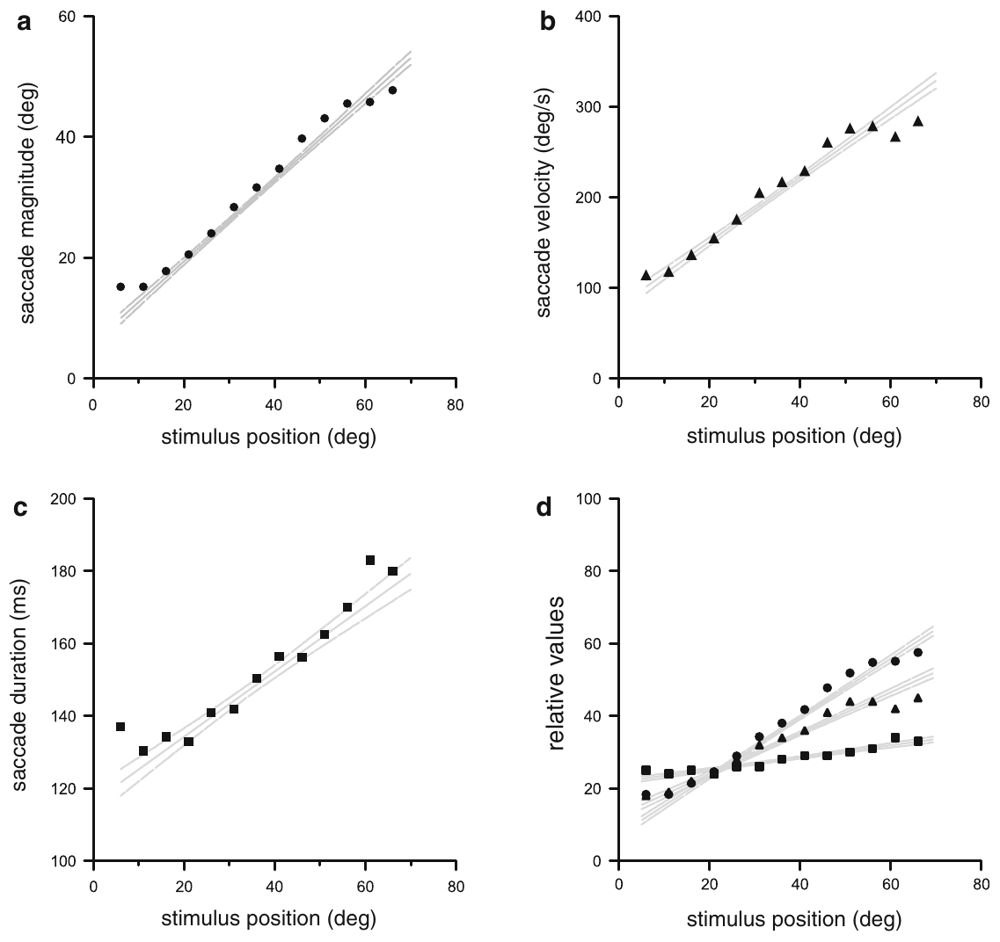 a
60
40
20
0
0 20 40 60 80
saccade magnitude (deg)
stimulus position (deg)
b
400
300
200
100
0
0 20 40 60 80
saccade velocity (deg/s)
stimulus position (deg)
c
200
180
160
140
120
100
0 20 40 60 80
saccade duration (ms)
stimulus position (deg)
d
100
80
60
40
20
0
0 20 40 60 80
relative values
stimulus position (deg)